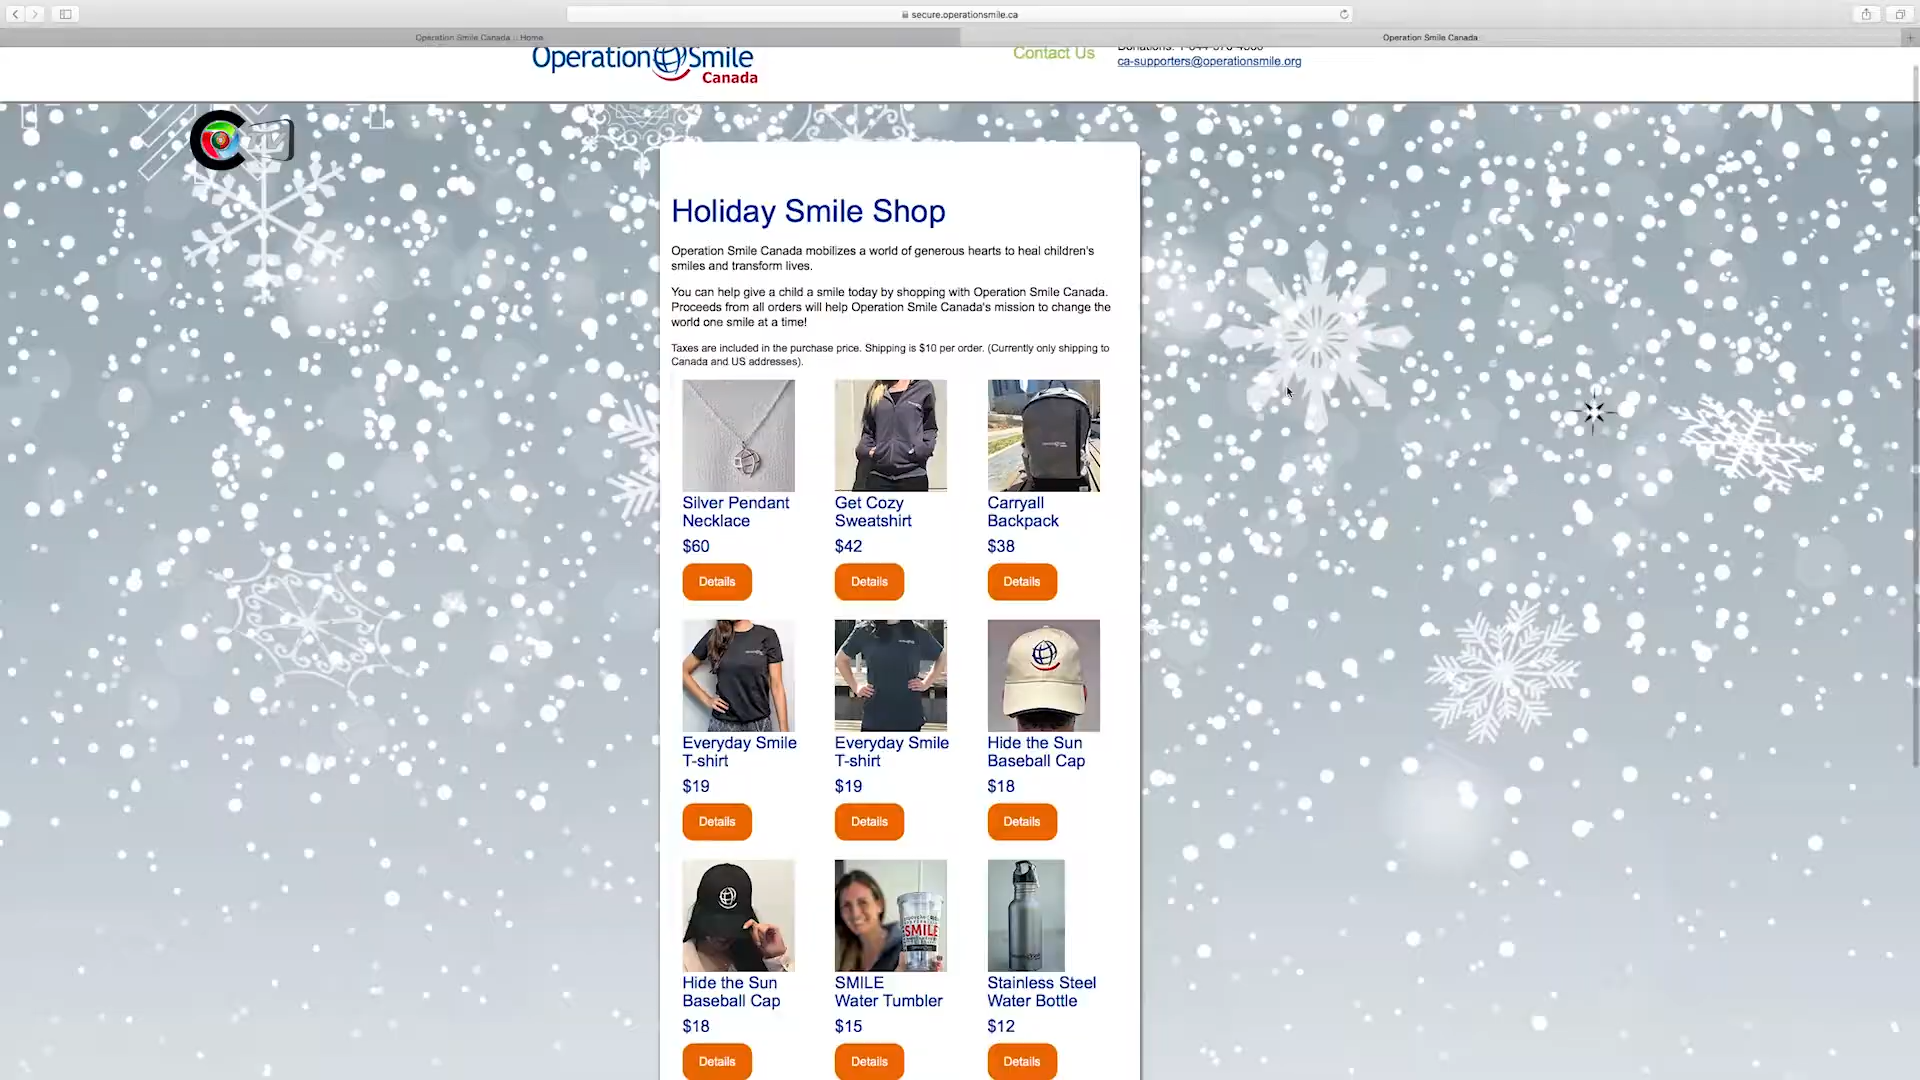 secure.operationsmile.ca
Operation Smile Canada :: Home
Operation Smile Canada
Operation Smile
Canada
Contact Us
ca-supporters@operationsmile.org
Holiday Smile Shop
Operation Smile Canada mobilizes a world of generous hearts to heal children's
smiles and transform lives.
You can help give a child a smile today by shopping with Operation Smile Canada.
Proceeds from all orders will help Operation Smile Canada's mission to change the
world one smile at a time!
Taxes are included in the purchase price. Shipping is $10 per order. (Currently only shipping to
Canada and US addresses).
Silver Pendant
Necklace
$60
Details
Get Cozy
Sweatshirt
$42
Details
Carryall
Backpack
$38
Details
Everyday Smile
T-shirt
$19
Details
Everyday Smile
T-shirt
$19
Details
Hide the Sun
Baseball Cap
$18
Details
Hide the Sun
Baseball Cap
$18
Details
SMILE
SMILE
Water Tumbler
$15
Details
Stainless Steel
Water Bottle
$12
Details